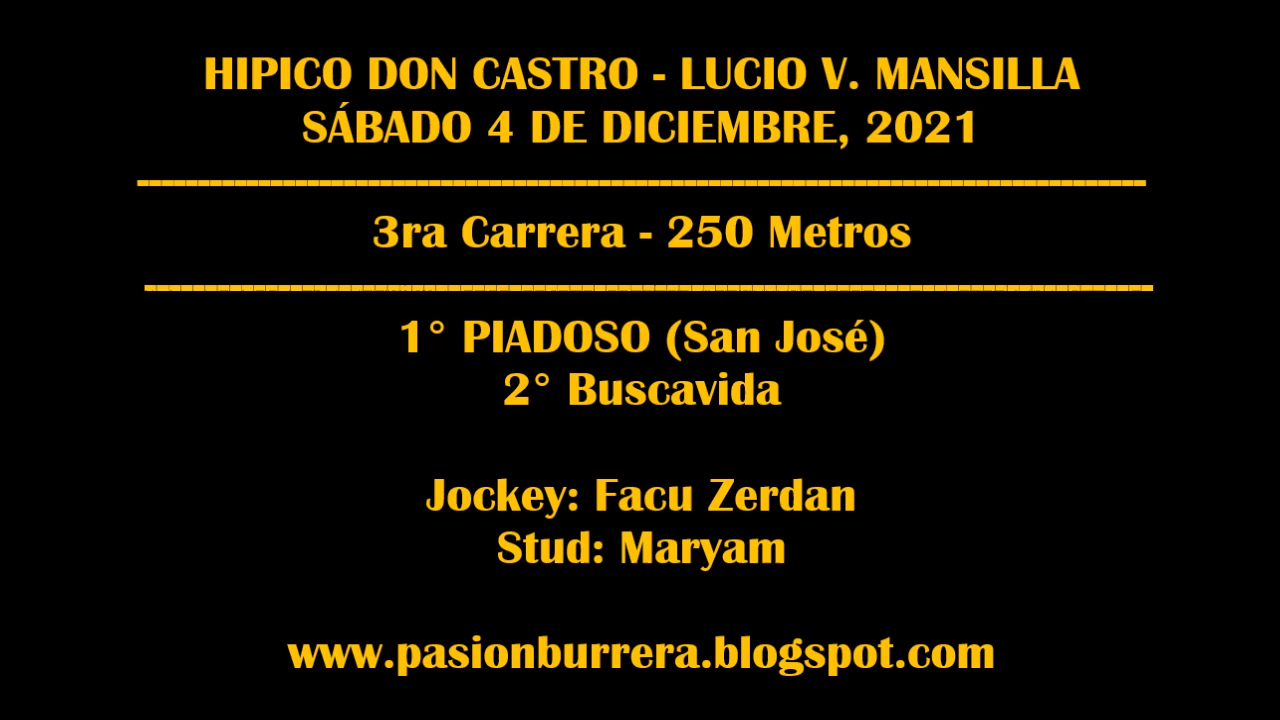 HIPICO DON CASTRO - LUCIO V. MANSILLA
SÁBADO 4 DE DICIEMBRE, 2021
3ra Carrera - 250 Metros
1° PIADOSO (San José)
2° Buscavida
Jockey: Facu Zerdan
Stud: Maryam
www.pasionburrera.blogspot.com